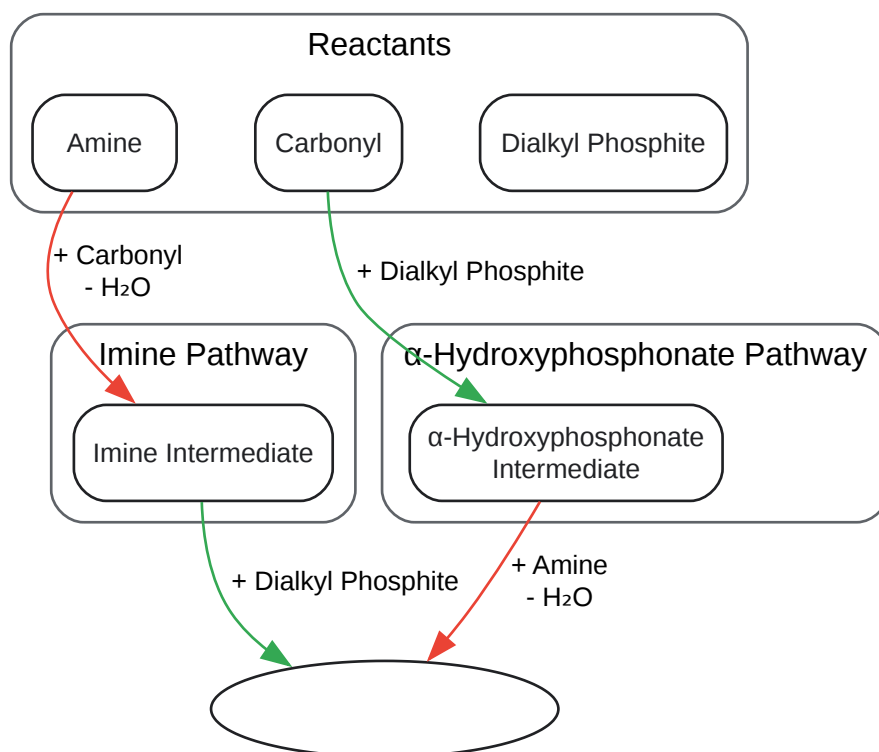 Reactants
Amine
Carbonyl
Dialkyl Phosphite
+ Carbonyl
- H₂O
+ Dialkyl Phosphite
Imine Pathway
α-Hydroxyphosphonate Pathway
Imine Intermediate
α-Hydroxyphosphonate
Intermediate
+ Dialkyl Phosphite
+ Amine
- H₂O